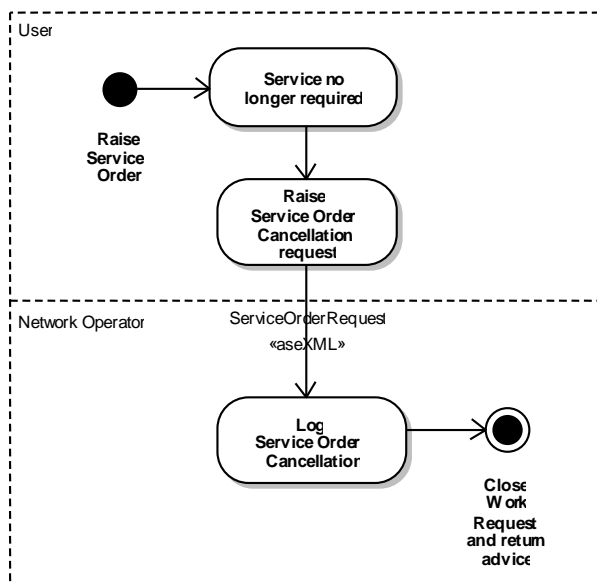 User
Service no
longer required
Raise
Service
Order
Raise
Service Order
Cancellation
request
Network Operator
ServiceOrderRequest
«aseXML»
Log
Service Order
Cancellation
Close
Work
Request
and return
advice